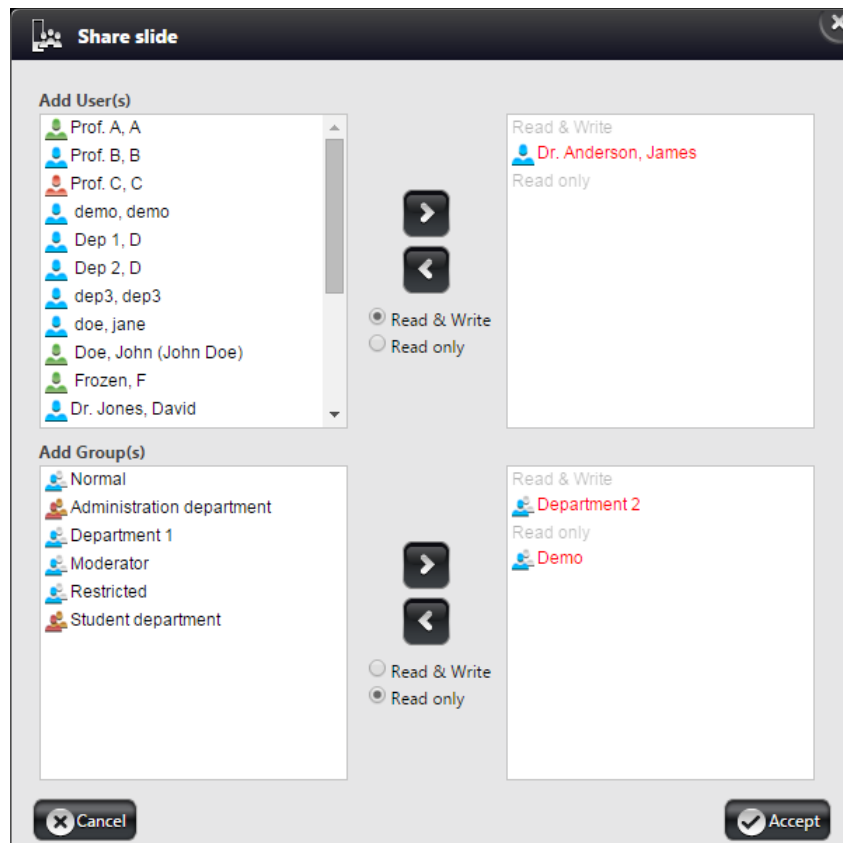 Share slide
Add User(s)
Prof. A, A
Prof. B, B
Prof. C, C
demo, demo
Dep 1, D
Dep 2, D
dep3, dep3
doe, jane
Doe, John (John Doe)
Frozen, F
Dr. Jones, David
Read & Write
Read only
Read & Write
Dr. Anderson, James
Read only
Add Group(s)
Normal
Administration department
Department 1
Moderator
Restricted
Student department
Read & Write
Read only
Read & Write
Department 2
Read only
Demo
Cancel
Accept